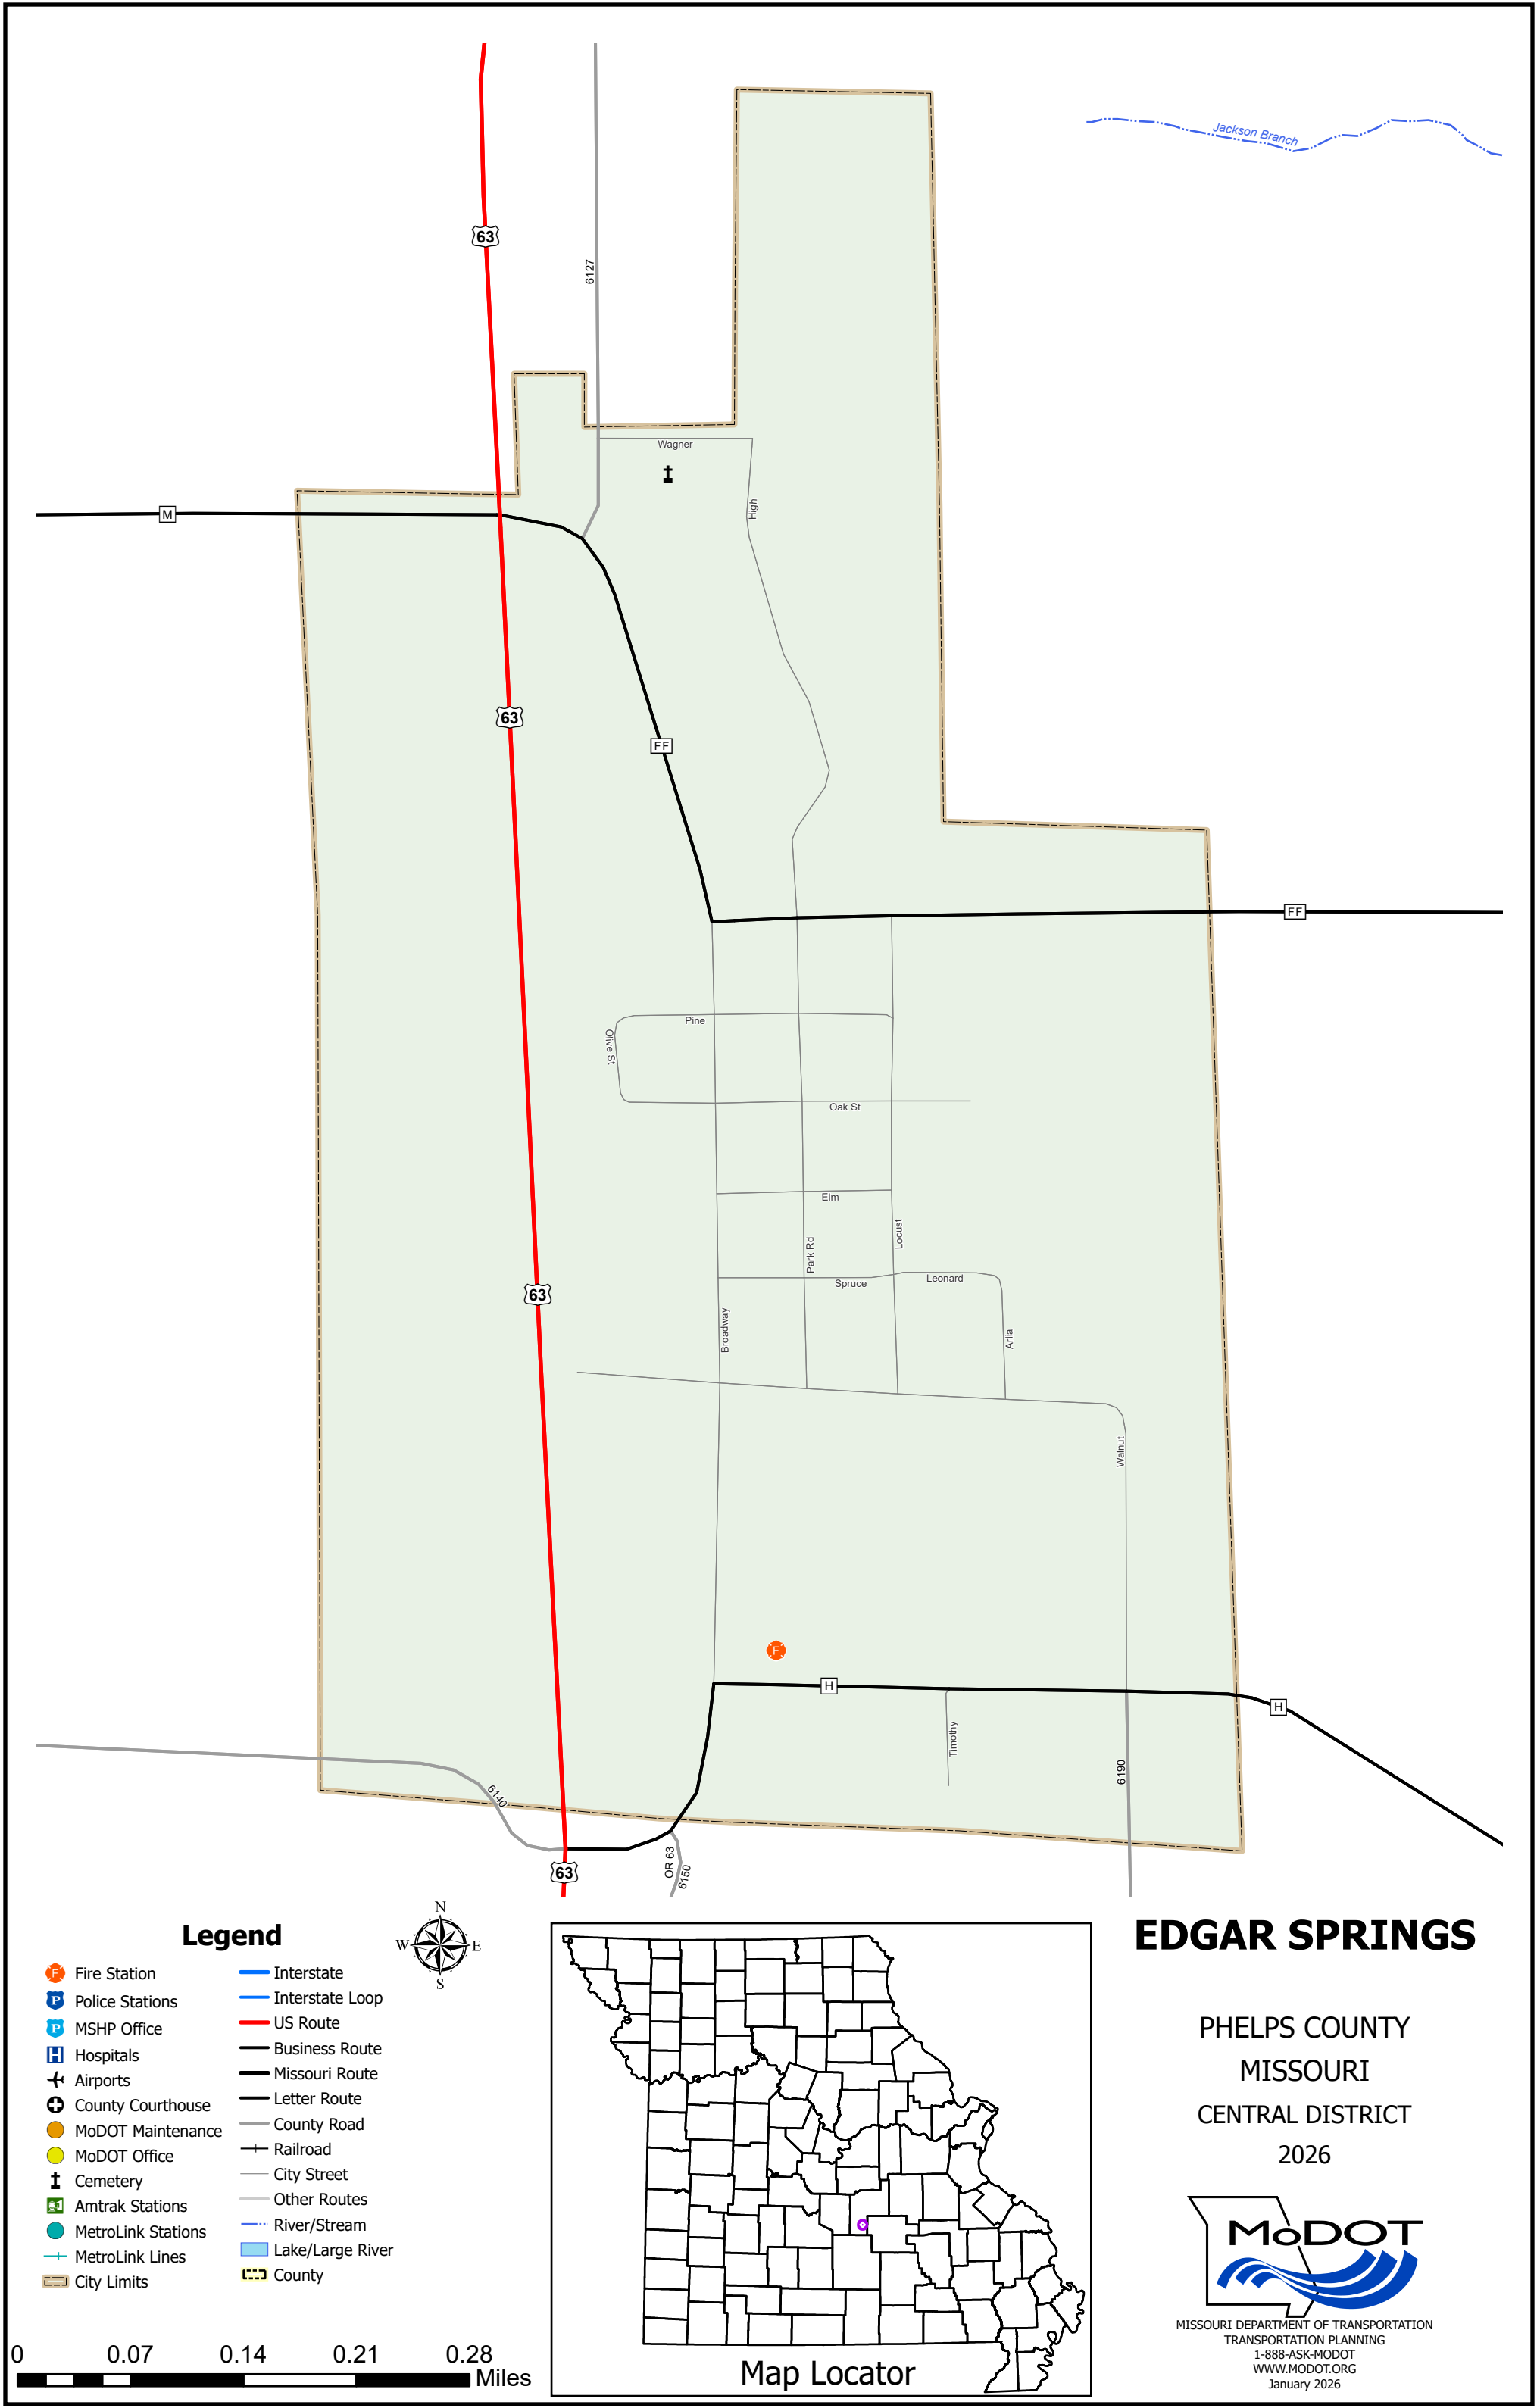 Jackson Branch
63
6127
Wagner
High
M
63
FF
FF
Pine
Olive St
Oak St
Elm
Locust
Park Rd
Spruce
Leonard
63
Broadway
Arlia
Walnut
F
H
H
Timothy
6190
6140
OR 63
6150
63
Legend
N
W
E
S
F Fire Station
P Police Stations
P MSHP Office
H Hospitals
Airports
County Courthouse
MoDOT Maintenance
MoDOT Office
Cemetery
Amtrak Stations
MetroLink Stations
MetroLink Lines
City Limits
Interstate
Interstate Loop
US Route
Business Route
Missouri Route
Letter Route
County Road
Railroad
City Street
Other Routes
River/Stream
Lake/Large River
County
0 0.07 0.14 0.21 0.28
Miles
Map Locator
EDGAR SPRINGS
PHELPS COUNTY
MISSOURI
CENTRAL DISTRICT
2026
MoDOT
MISSOURI DEPARTMENT OF TRANSPORTATION
TRANSPORTATION PLANNING
1-888-ASK-MODOT
WWW.MODOT.ORG
January 2026